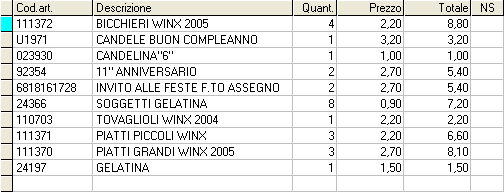 Cod.art. Descrizione Quant. Prezzo Totale NS
111372 BICCHIERI WINX 2005 4 2,20 8,80
U1971 CANDELE BUON COMPLEANNO 1 3,20 3,20
023930 CANDELINA"6" 1 1,00 1,00
92354 11° ANNIVERSARIO 2 2,70 5,40
6818161728 INVITO ALLE FESTE F.TO ASSEGNO 2 2,70 5,40
24366 SOGGETTI GELATINA 8 0,90 7,20
110703 TOVAGLIOLI WINX 2004 1 2,20 2,20
111371 PIATTI PICCOLI WINX 3 2,20 6,60
111370 PIATTI GRANDI WINX 2005 3 2,70 8,10
24197 GELATINA 1 1,50 1,50